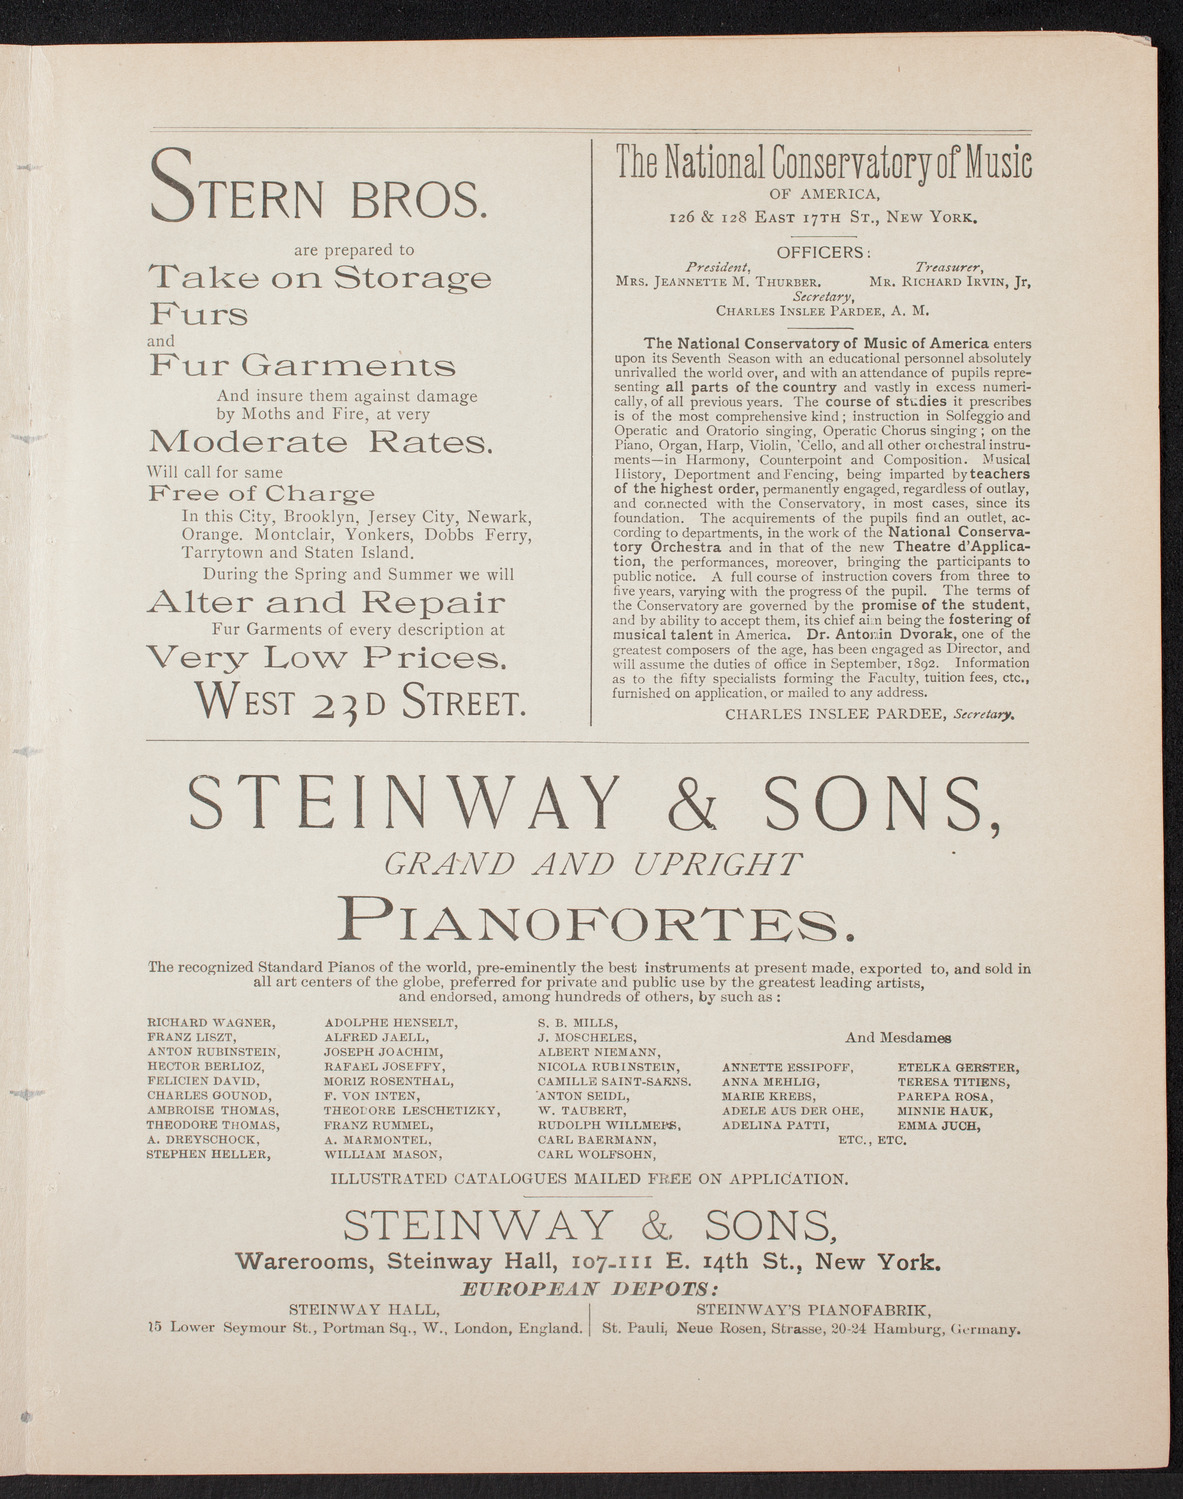 STERN BROS.
are prepared to
Take on Storage
Furs
and
Fur Garments
And insure them against damage
by Moths and Fire, at very
Moderate Rates.
Will call for same
Free of Charge
In this City, Brooklyn, Jersey City, Newark,
Orange. Montclair, Yonkers, Dobbs Ferry,
Tarrytown and Staten Island.
During the Spring and Summer we will
Alter and Repair
Fur Garments of every description at
Very Low Prices.
WEST 23D STREET.
The National Conservatory of Music
OF AMERICA,
126 & 128 EAST 17TH ST., NEW YORK.
OFFICERS:
President, Treasurer,
MRS. JEANNETTE M. THURBER. MR. RICHARD IRVIN, Jr,
Secretary,
CHARLES INSLEE PARDEE, A. M.
The National Conservatory of Music of America enters
upon its Seventh Season with an educational personnel absolutely
unrivalled the world over, and with an attendance of pupils repre-
senting all parts of the country and vastly in excess numeri-
cally, of all previous years. The course of studies it prescribes
is of the most comprehensive kind; instruction in Solfeggio and
Operatic and Oratorio singing, Operatic Chorus singing; on the
Piano, Organ, Harp, Violin, 'Cello, and all other orchestral instru-
ments—in Harmony, Counterpoint and Composition. Musical
History, Deportment and Fencing, being imparted by teachers
of the highest order, permanently engaged, regardless of outlay,
and connected with the Conservatory, in most cases, since its
foundation. The acquirements of the pupils find an outlet, ac-
cording to departments, in the work of the National Conserva-
tory Orchestra and in that of the new Theatre d'Applica-
tion, the performances, moreover, bringing the participants to
public notice. A full course of instruction covers from three to
five years, varying with the progress of the pupil. The terms of
the Conservatory are governed by the promise of the student,
and by ability to accept them, its chief aim being the fostering of
musical talent in America. Dr. Antonin Dvorak, one of the
greatest composers of the age, has been engaged as Director, and
will assume the duties of office in September, 1892. Information
as to the fifty specialists forming the Faculty, tuition fees, etc.,
furnished on application, or mailed to any address.
CHARLES INSLEE PARDEE, Secretary.
STEINWAY & SONS,
GRAND AND UPRIGHT
PIANOFORTES.
The recognized Standard Pianos of the world, pre-eminently the best instruments at present made, exported to, and sold in
all art centers of the globe, preferred for private and public use by the greatest leading artists,
and endorsed, among hundreds of others, by such as:
RICHARD WAGNER,
FRANZ LISZT,
ANTON RUBINSTEIN,
HECTOR BERLIOZ,
FELICIEN DAVID,
CHARLES GOUNOD,
AMBROISE THOMAS,
THEODORE THOMAS,
A. DREYSCHOCK,
STEPHEN HELLER,
ADOLPHE HENSELT,
ALFRED JAELL,
JOSEPH JOACHIM,
RAFAEL JOSEFFY,
MORIZ ROSENTHAL,
F. VON INTEN,
THEODORE LESCHETIZKY,
FRANZ RUMMEL,
A. MARMONTEL,
WILLIAM MASON,
S. B. MILLS,
J. MOSCHELES,
ALBERT NIEMANN,
NICOLA RUBINSTEIN,
CAMILLE SAINT-SAENS.
ANTON SEIDL,
W. TAUBERT,
RUDOLPH WILLMERS,
CARL BAERMANN,
CARL WOLFSOHN,
And Mesdames
ANNETTE ESSIPOFF,
ANNA MEHLIG,
MARIE KREBS,
ADELE AUS DER OHE,
ADELINA PATTI,
ETELKA GERSTER,
TERESA TITIENS,
PAREPA ROSA,
MINNIE HAUK,
EMMA JUCH,
ETC., ETC.
ILLUSTRATED CATALOGUES MAILED FREE ON APPLICATION.
STEINWAY & SONS,
Warerooms, Steinway Hall, 107-111 E. 14th St., New York.
EUROPEAN DEPOTS:
STEINWAY HALL,
15 Lower Seymour St., Portman Sq., W., London, England.
STEINWAY'S PIANOFABRIK,
St. Pauli, Neue Rosen, Strasse, 20-24 Hamburg, Germany.